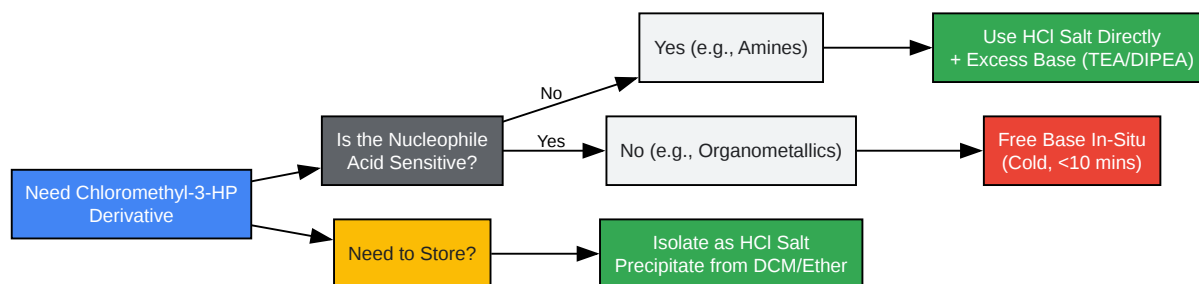 Need Chloromethyl-3-HP
Derivative
Is the Nucleophile
Acid Sensitive?
No
Yes (e.g., Amines)
Use HCl Salt Directly
+ Excess Base (TEA/DIPEA)
Yes
No (e.g., Organometallics)
Free Base In-Situ
(Cold, <10 mins)
Need to Store?
Isolate as HCl Salt
Precipitate from DCM/Ether